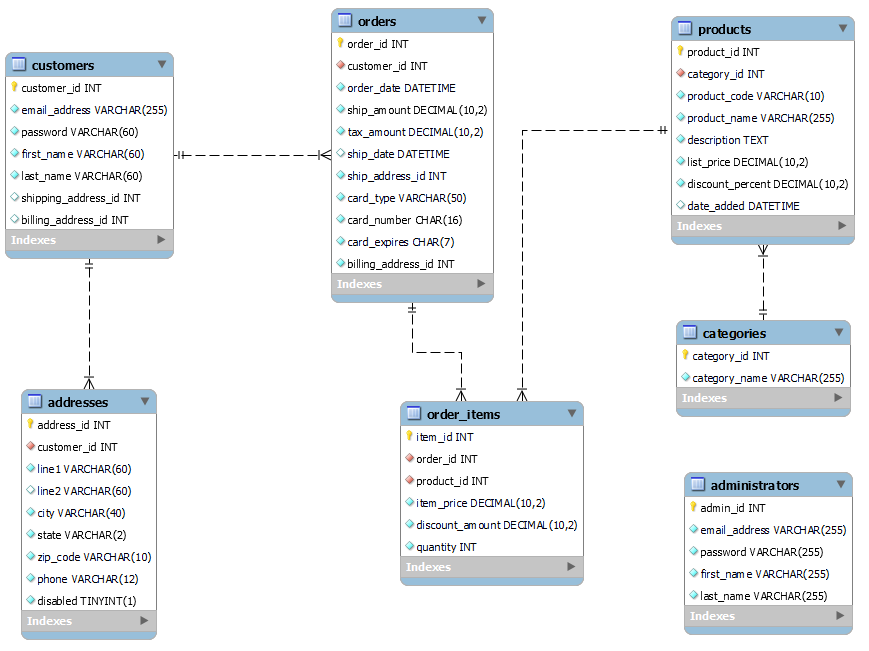 customers
customer_id INT
email_address VARCHAR(255)
password VARCHAR(60)
first_name VARCHAR(60)
last_name VARCHAR(60)
shipping_address_id INT
billing_address_id INT
Indexes
orders
order_id INT
customer_id INT
order_date DATETIME
ship_amount DECIMAL(10,2)
tax_amount DECIMAL(10,2)
ship_date DATETIME
ship_address_id INT
card_type VARCHAR(50)
card_number CHAR(16)
card_expires CHAR(7)
billing_address_id INT
Indexes
products
product_id INT
category_id INT
product_code VARCHAR(10)
product_name VARCHAR(255)
description TEXT
list_price DECIMAL(10,2)
discount_percent DECIMAL(10,2)
date_added DATETIME
Indexes
categories
category_id INT
category_name VARCHAR(255)
Indexes
addresses
address_id INT
customer_id INT
line1 VARCHAR(60)
line2 VARCHAR(60)
city VARCHAR(40)
state VARCHAR(2)
zip_code VARCHAR(10)
phone VARCHAR(12)
disabled TINYINT(1)
Indexes
order_items
item_id INT
order_id INT
product_id INT
item_price DECIMAL(10,2)
discount_amount DECIMAL(10,2)
quantity INT
Indexes
administrators
admin_id INT
email_address VARCHAR(255)
password VARCHAR(255)
first_name VARCHAR(255)
last_name VARCHAR(255)
Indexes